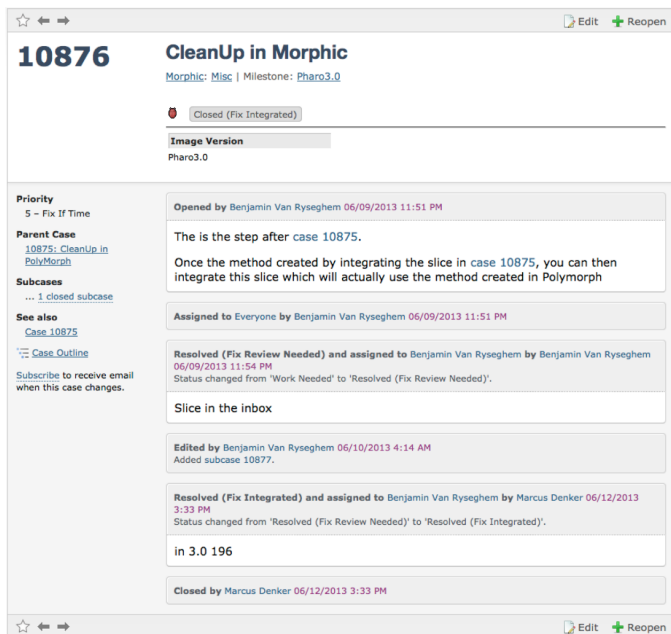 Edit Reopen
10876
CleanUp in Morphic
Morphic: Misc | Milestone: Pharo3.0
Closed (Fix Integrated)
Image Version
Pharo3.0
Priority
5 – Fix If Time
Parent Case
10875: CleanUp in
PolyMorph
Subcases
... 1 closed subcase
See also
Case 10875
Case Outline
Subscribe to receive email
when this case changes.
Opened by Benjamin Van Ryseghem 06/09/2013 11:51 PM
The is the step after case 10875.
Once the method created by integrating the slice in case 10875, you can then
integrate this slice which will actually use the method created in Polymorph
Assigned to Everyone by Benjamin Van Ryseghem 06/09/2013 11:51 PM
Resolved (Fix Review Needed) and assigned to Benjamin Van Ryseghem by Benjamin Van Ryseghem
06/09/2013 11:54 PM
Status changed from 'Work Needed' to 'Resolved (Fix Review Needed)'.
Slice in the inbox
Edited by Benjamin Van Ryseghem 06/10/2013 4:14 AM
Added subcase 10877.
Resolved (Fix Integrated) and assigned to Benjamin Van Ryseghem by Marcus Denker 06/12/2013
3:33 PM
Status changed from 'Resolved (Fix Review Needed)' to 'Resolved (Fix Integrated)'.
in 3.0 196
Closed by Marcus Denker 06/12/2013 3:33 PM
Edit Reopen